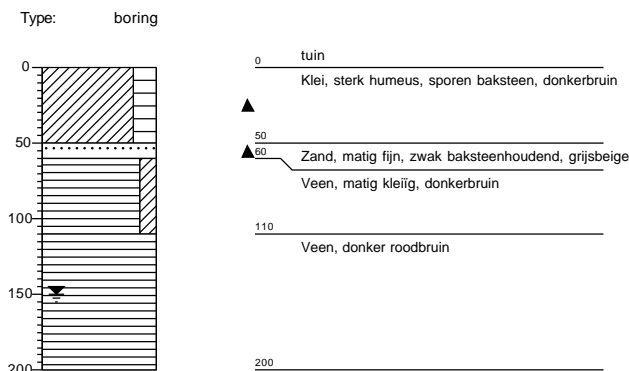 Type: boring
0
50
100
150
200
0 tuin
Klei, sterk humeus, sporen baksteen, donkerbruin
50
60 Zand, matig fijn, zwak baksteenhoudend, grijsbeige
Veen, matig kleiïg, donkerbruin
110
Veen, donker roodbruin
200